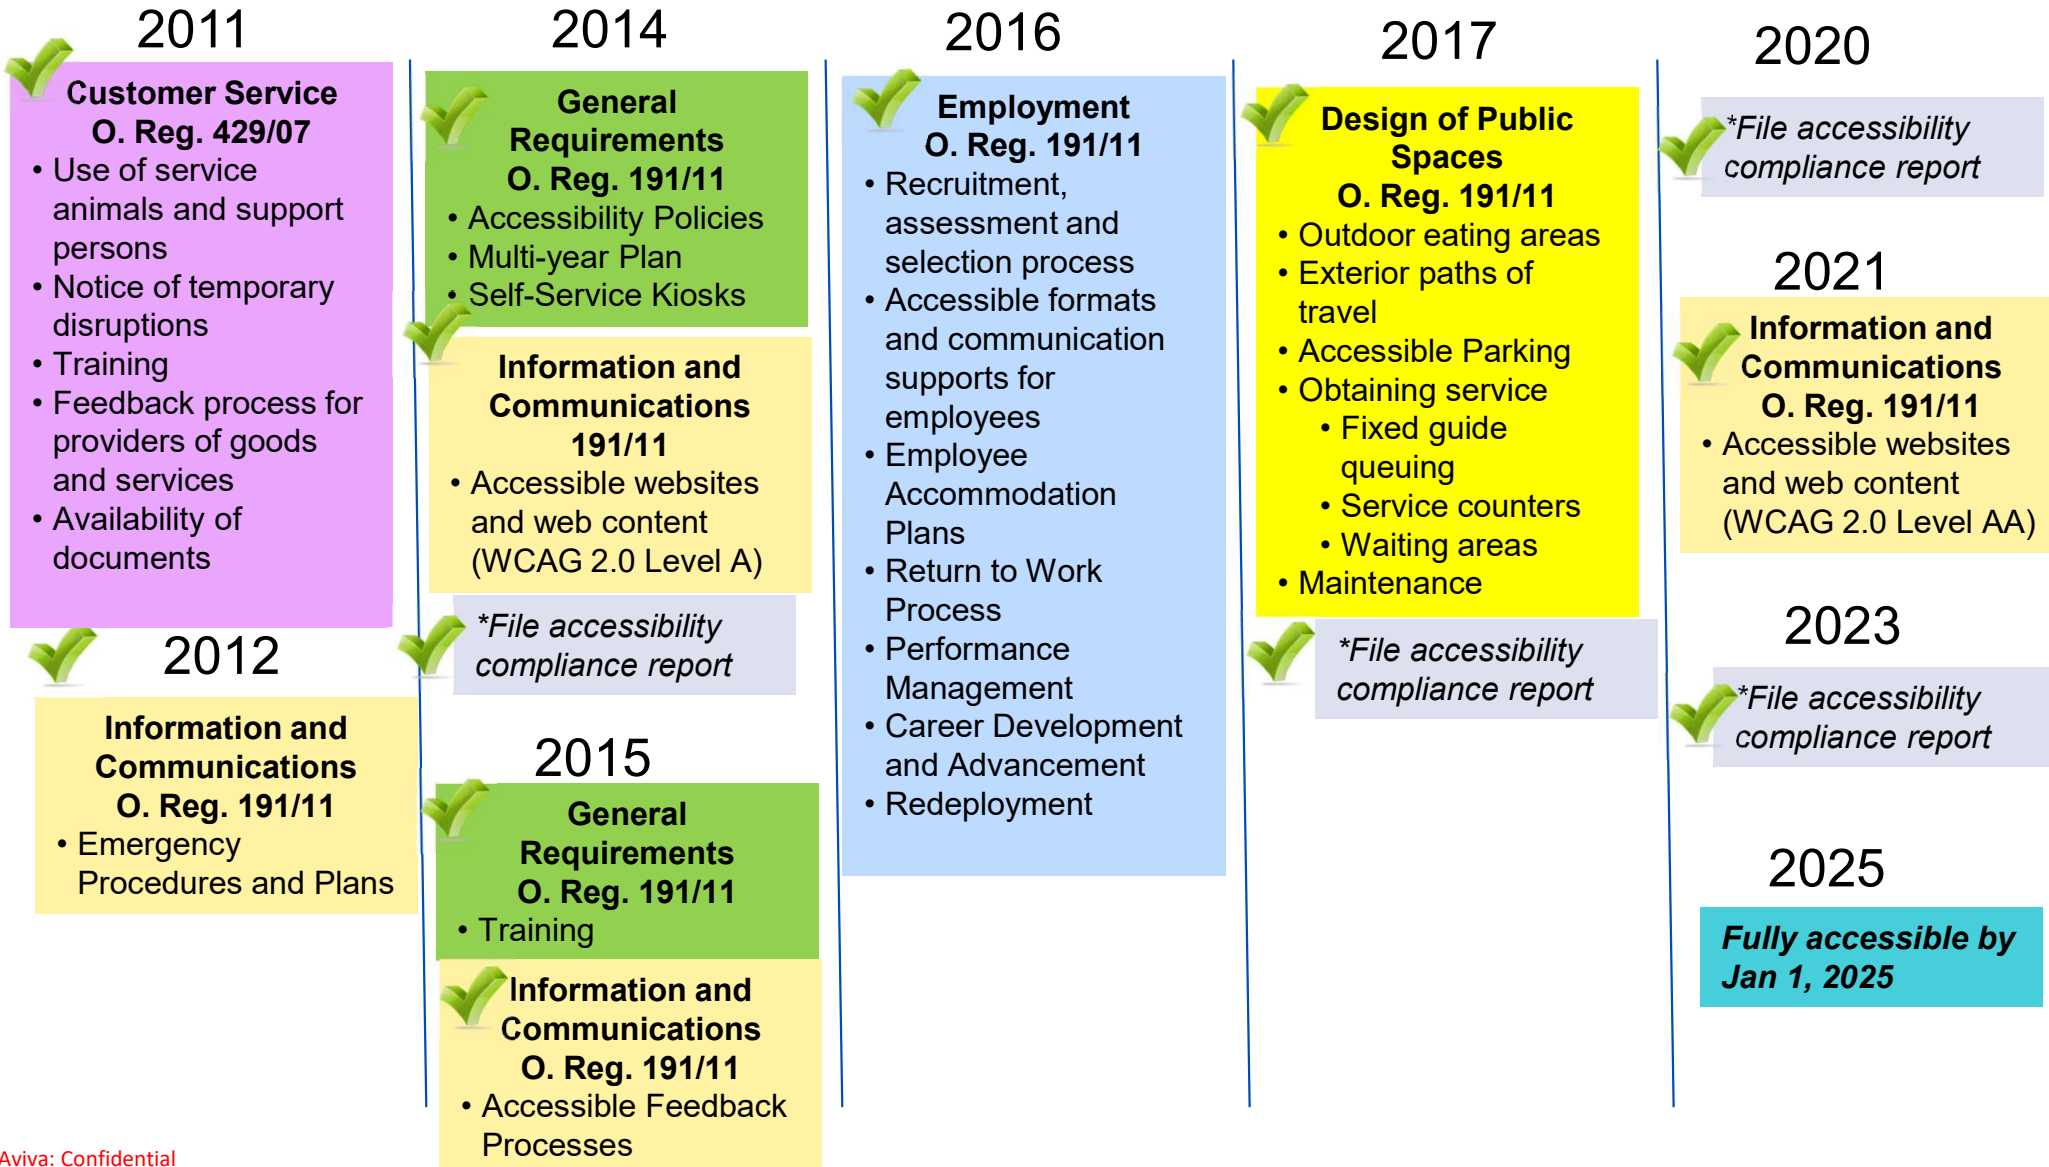 2011
Customer Service
O. Reg. 429/07
• Use of service
animals and support
persons
• Notice of temporary
disruptions
• Training
• Feedback process for
providers of goods
and services
• Availability of
documents
2012
Information and
Communications
O. Reg. 191/11
• Emergency
Procedures and Plans
2014
General
Requirements
O. Reg. 191/11
• Accessibility Policies
• Multi-year Plan
• Self-Service Kiosks
Information and
Communications
191/11
• Accessible websites
and web content
(WCAG 2.0 Level A)
*File accessibility
compliance report
2015
General
Requirements
O. Reg. 191/11
• Training
Information and
Communications
O. Reg. 191/11
• Accessible Feedback
Processes
2016
Employment
O. Reg. 191/11
• Recruitment,
assessment and
selection process
• Accessible formats
and communication
supports for
employees
• Employee
Accommodation
Plans
• Return to Work
Process
• Performance
Management
• Career Development
and Advancement
• Redeployment
2017
Design of Public
Spaces
O. Reg. 191/11
• Outdoor eating areas
• Exterior paths of
travel
• Accessible Parking
• Obtaining service
• Fixed guide
queuing
• Service counters
• Waiting areas
• Maintenance
*File accessibility
compliance report
2020
*File accessibility
compliance report
2021
Information and
Communications
O. Reg. 191/11
• Accessible websites
and web content
(WCAG 2.0 Level AA)
2023
*File accessibility
compliance report
2025
Fully accessible by
Jan 1, 2025
Aviva: Confidential